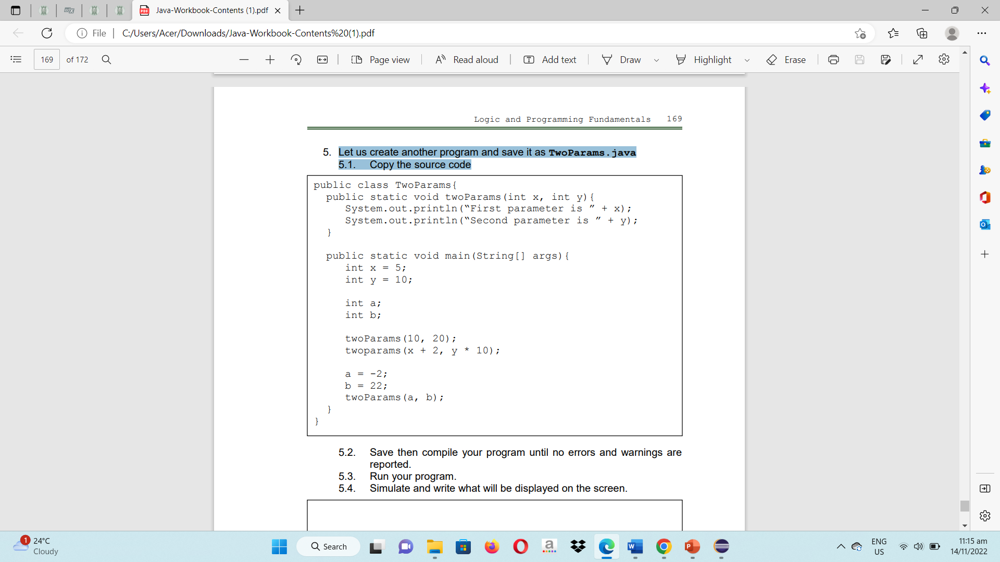 Java-Workbook-Contents (1).pdf
File
C:/Users/Acer/Downloads/Java-Workbook-Contents%20(1).pdf
169 of 172
Page view
Read aloud
Add text
Draw
Highlight
Erase
Logic and Programming Fundamentals 169
5. Let us create another program and save it as TwoParams.java
5.1. Copy the source code
public class TwoParams{
public static void twoParams(int x, int y){
System.out.println(“First parameter is ” + x);
System.out.println(“Second parameter is ” + y);
}
public static void main(String[] args){
int x = 5;
int y = 10;
int a;
int b;
twoParams(10, 20);
twoparams(x + 2, y * 10);
a = -2;
b = 22;
twoParams(a, b);
}
}
5.2. Save then compile your program until no errors and warnings are
reported.
5.3. Run your program.
5.4. Simulate and write what will be displayed on the screen.
1
24°C
Cloudy
Search
ENG
US
11:15 am
14/11/2022